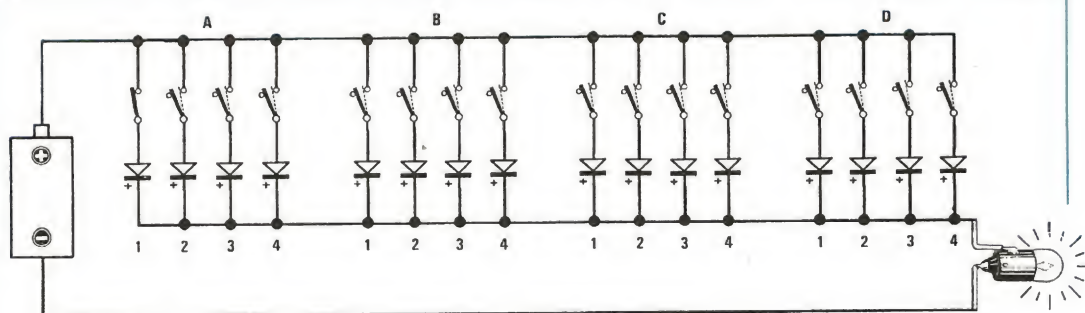 A B C D
+ + + + + + + + + + + + + + + +
+
−
1 2 3 4 1 2 3 4 1 2 3 4 1 2 3 4